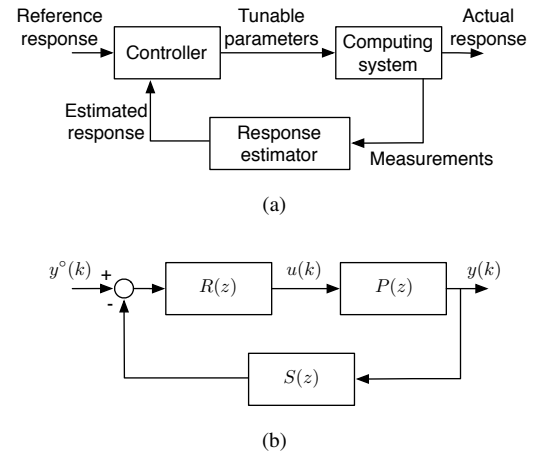 Reference
response
Controller
Tunable
parameters
Computing
system
Actual
response
Estimated
response
Response
estimator
Measurements
(a)
y°(k)
+
-
R(z)
u(k)
P(z)
y(k)
S(z)
(b)